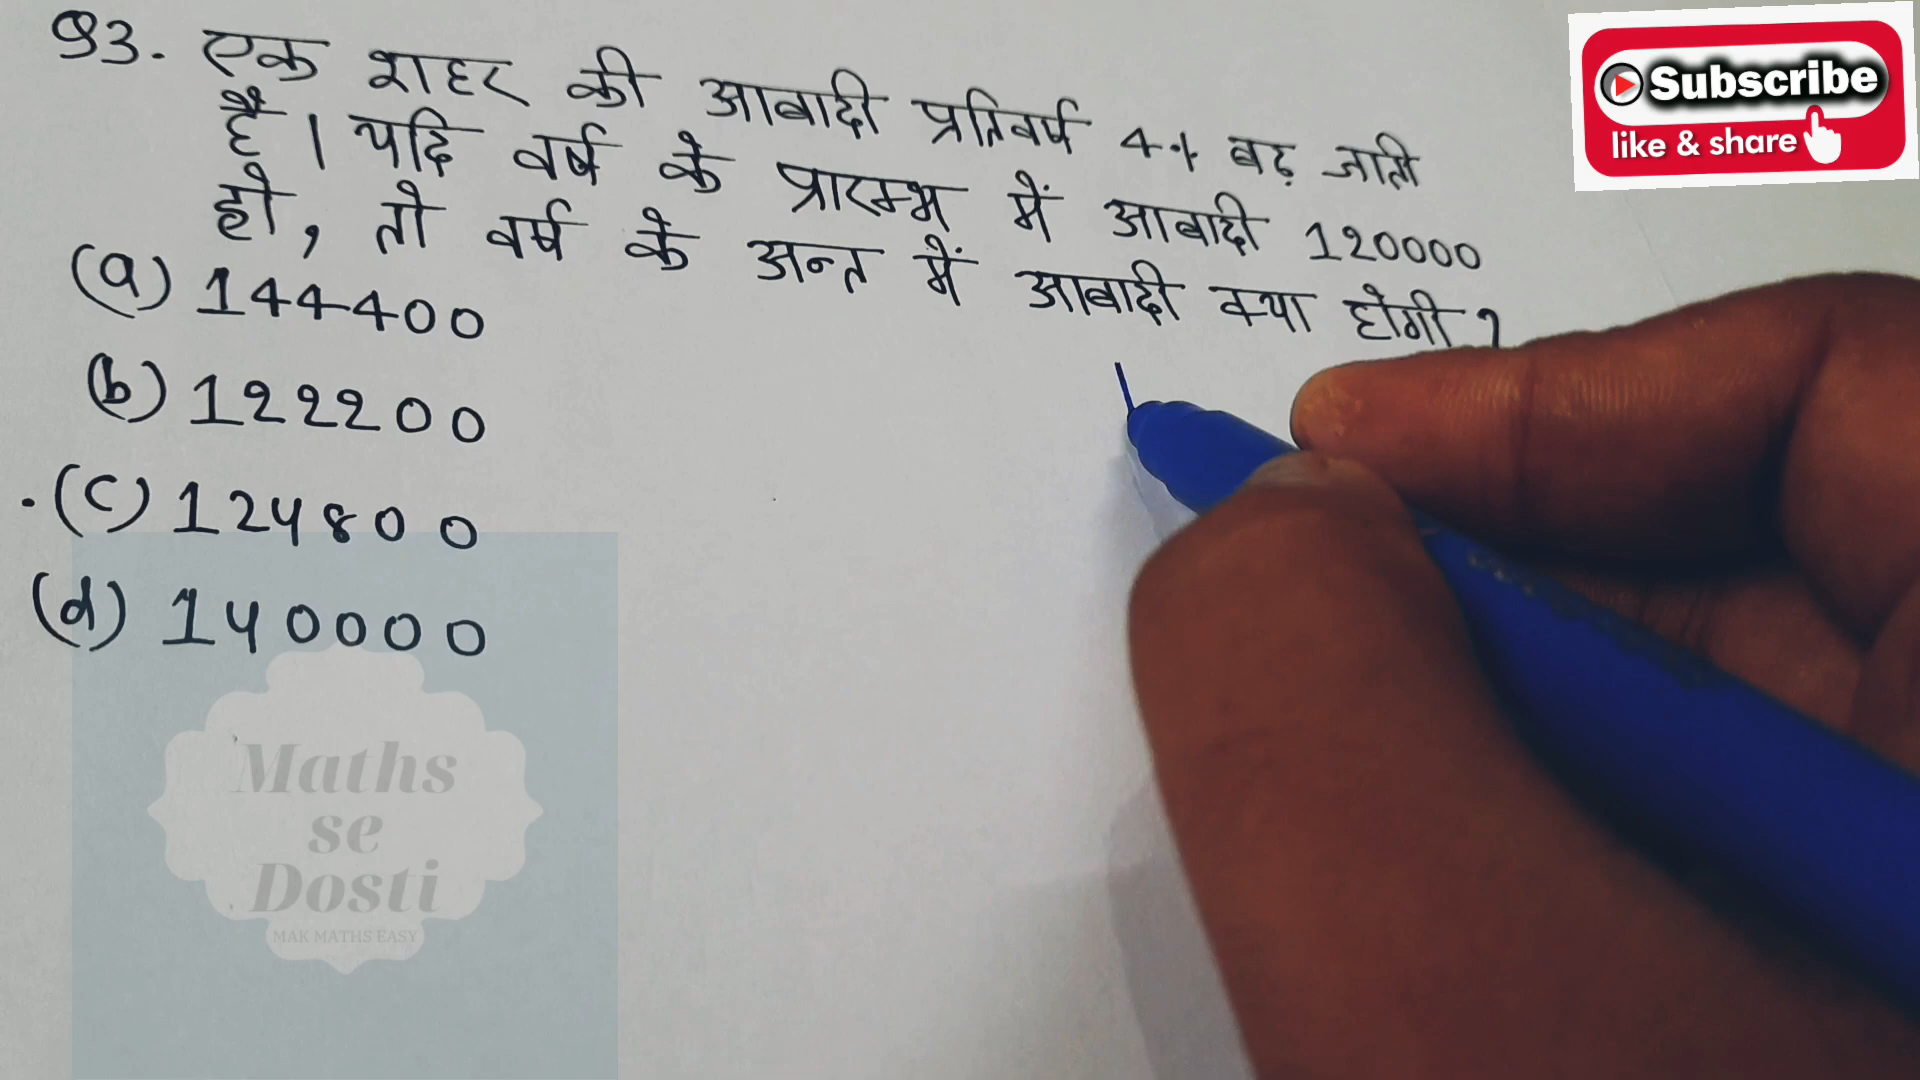 93. एक शहर की आबादी प्रतिवर्ष 4% बढ़ जाती
है। यदि वर्ष के प्रारम्भ में आबादी 120000
हो, तो वर्ष के अन्त में आबादी क्या होगी ?
(a) 144400
(b) 122200
(c) 124800
(d) 140000
Subscribe
like & share
Maths
se
Dosti
MAK MATHS EASY